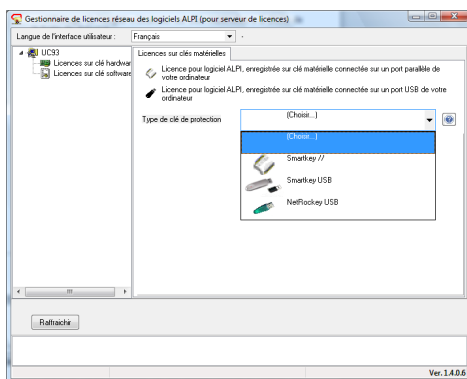 Gestionnaire de licences réseau des logiciels ALPI (pour serveur de licences)
Langue de l'interface utilisateur :
Français
UC93
Licences sur clé hardwar
Licences sur clé software
Licences sur clés matérielles
Licence pour logiciel ALPI, enregistrée sur clé matérielle connectée sur un port parallèle de
votre ordinateur
Licence pour logiciel ALPI, enregistrée sur clé matérielle connectée sur un port USB de votre
ordinateur
Type de clé de protection
(Choisir...)
(Choisir...)
Smartkey //
Smartkey USB
NetRockey USB
Raffraichir
Ver. 1.4.0.6